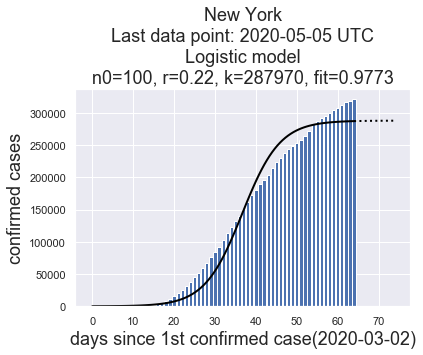 New York
Last data point: 2020-05-05 UTC
Logistic model
n0=100, r=0.22, k=287970, fit=0.9773
confirmed cases
300000
250000
200000
150000
100000
50000
0
0 10 20 30 40 50 60 70
days since 1st confirmed case(2020-03-02)